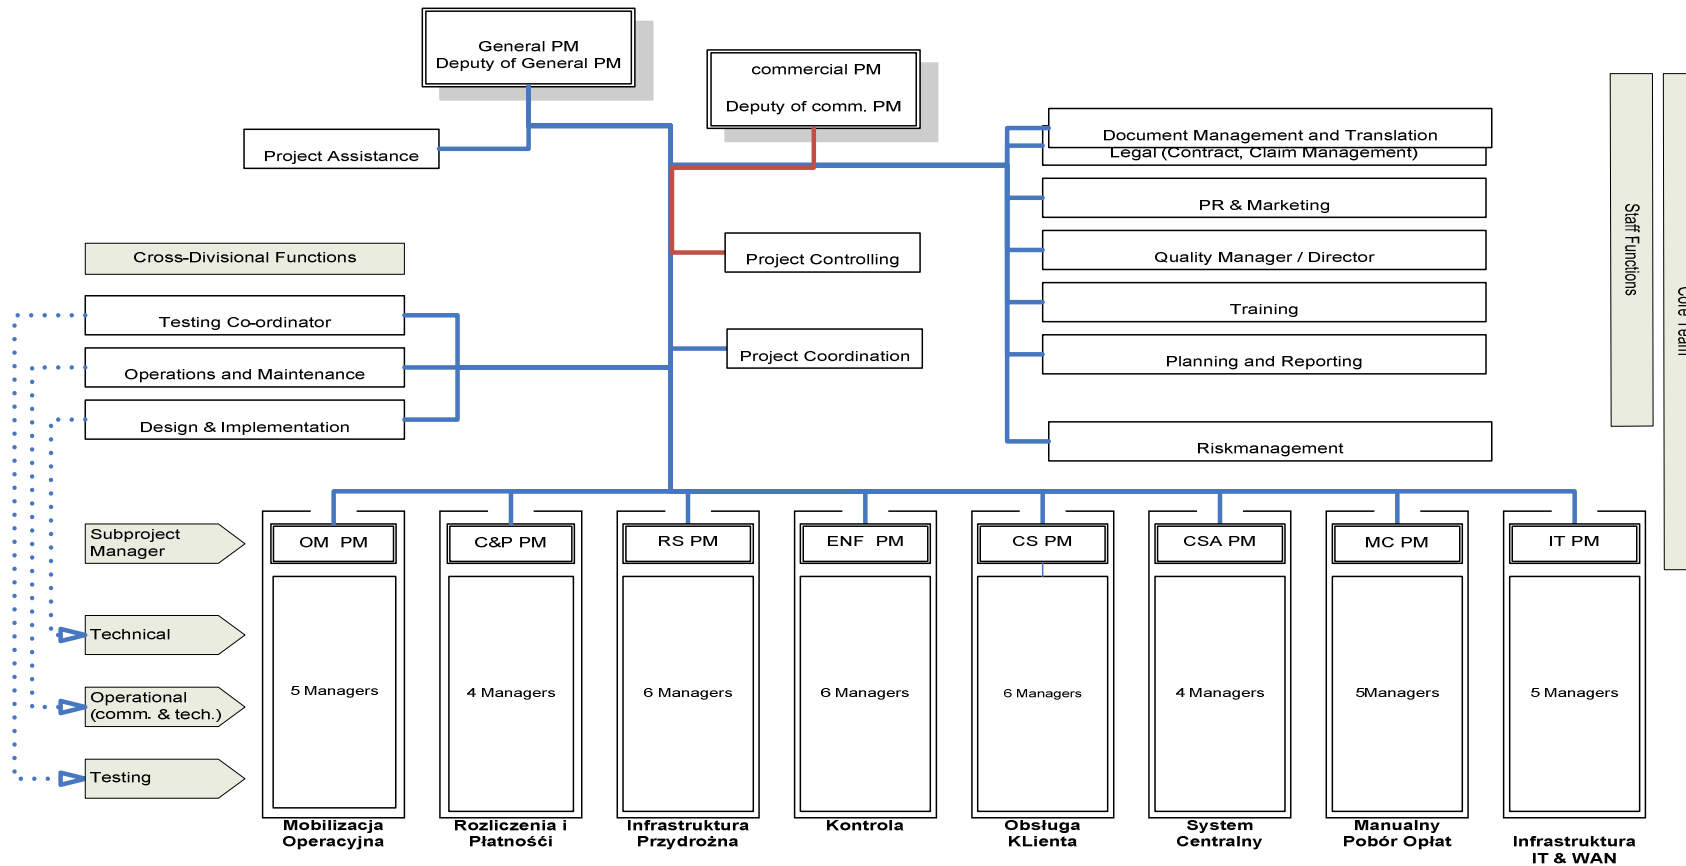 General PM
Deputy of General PM
commercial PM
Deputy of comm. PM
Project Assistance
Document Management and Translation
Legal (Contract, Claim Management)
PR & Marketing
Quality Manager / Director
Training
Planning and Reporting
Riskmanagement
Staff Functions
Core Team
Project Controlling
Project Coordination
Cross-Divisional Functions
Testing Co-ordinator
Operations and Maintenance
Design & Implementation
Subproject
Manager
Technical
Operational
(comm. & tech.)
Testing
OM PM
C&P PM
RS PM
ENF PM
CS PM
CSA PM
MC PM
IT PM
5 Managers
4 Managers
6 Managers
6 Managers
6 Managers
4 Managers
5Managers
5 Managers
Mobilizacja
Operacyjna
Rozliczenia i
Płatnośći
Infrastruktura
Przydrożna
Kontrola
Obsługa
KLienta
System
Centralny
Manualny
Pobór Opłat
Infrastruktura
IT & WAN